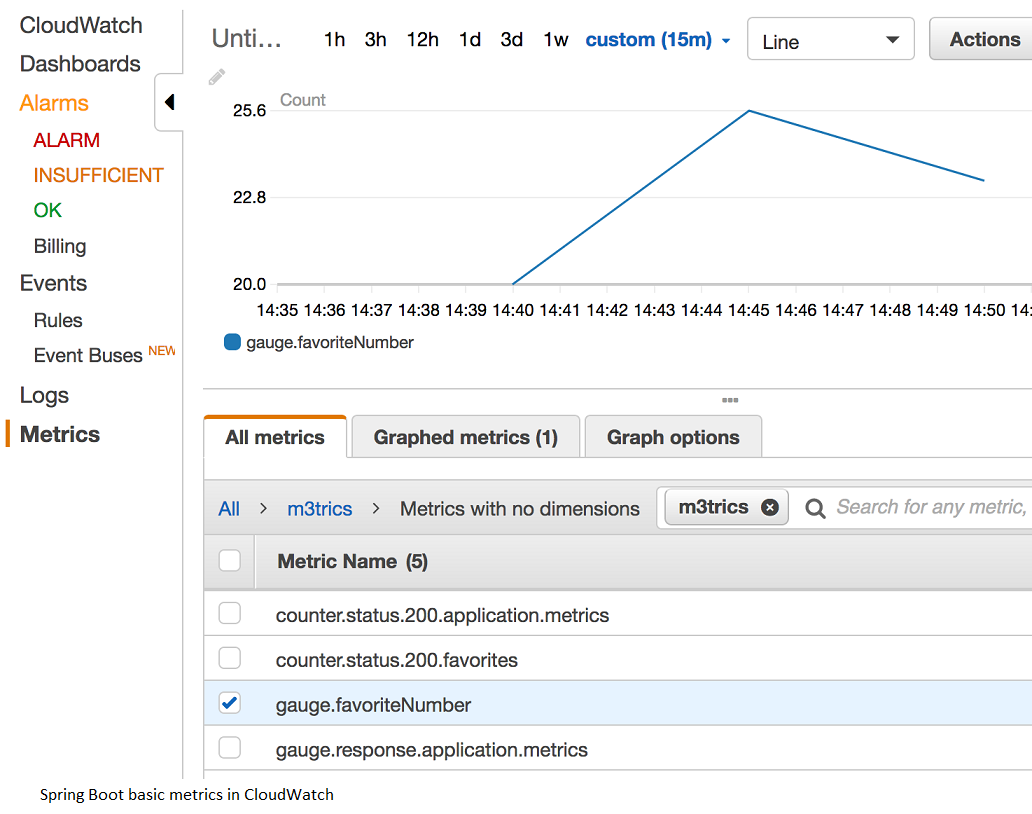 CloudWatch
Dashboards
Alarms
ALARM
INSUFFICIENT
OK
Billing
Events
Rules
Event Buses NEW
Logs
Metrics
Unti... 1h 3h 12h 1d 3d 1w custom (15m) Line Actions
Count
25.6
22.8
20.0
14:35 14:36 14:37 14:38 14:39 14:40 14:41 14:42 14:43 14:44 14:45 14:46 14:47 14:48 14:49 14:50 14:
gauge.favoriteNumber
All metrics Graphed metrics (1) Graph options
All > m3trics > Metrics with no dimensions m3trics Search for any metric,
Metric Name (5)
counter.status.200.application.metrics
counter.status.200.favorites
gauge.favoriteNumber
gauge.response.application.metrics
Spring Boot basic metrics in CloudWatch